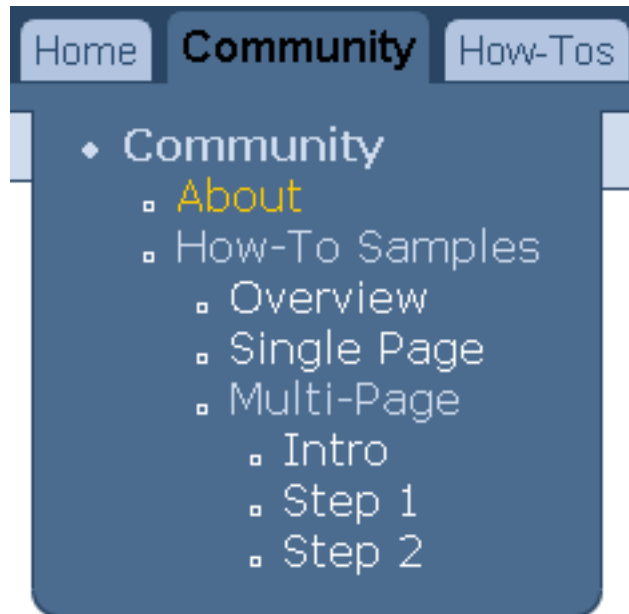 Home Community How-Tos
Community
About
How-To Samples
Overview
Single Page
Multi-Page
Intro
Step 1
Step 2